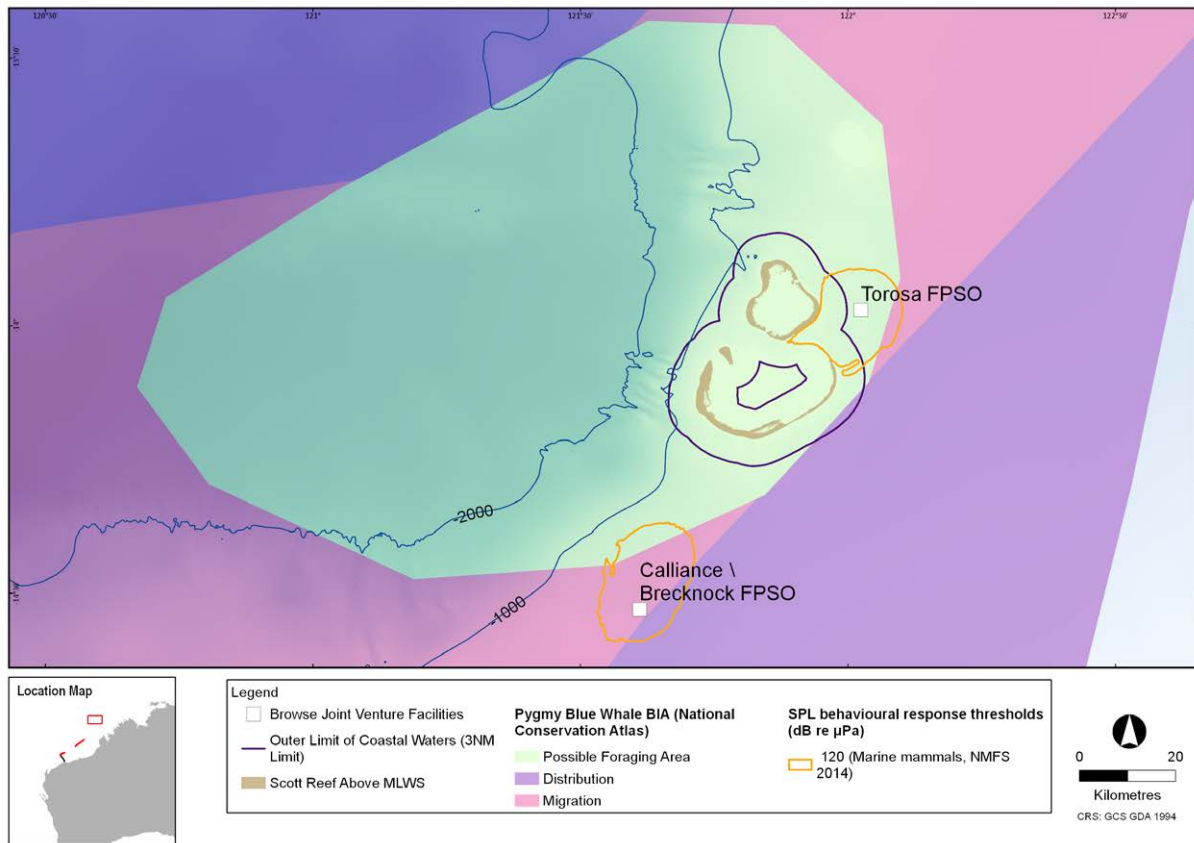 120°30'
121°
121°30'
122°
122°30'
13°30'
14°
14°30'
Torosa FPSO
Calliance \
Brecknock FPSO
-2000
-1000
Location Map
Legend
Browse Joint Venture Facilities
Outer Limit of Coastal Waters (3NM
Limit)
Scott Reef Above MLWS
Pygmy Blue Whale BIA (National
Conservation Atlas)
Possible Foraging Area
Distribution
Migration
SPL behavioural response thresholds
(dB re µPa)
120 (Marine mammals, NMFS
2014)
0 20
Kilometres
CRS: GCS GDA 1994